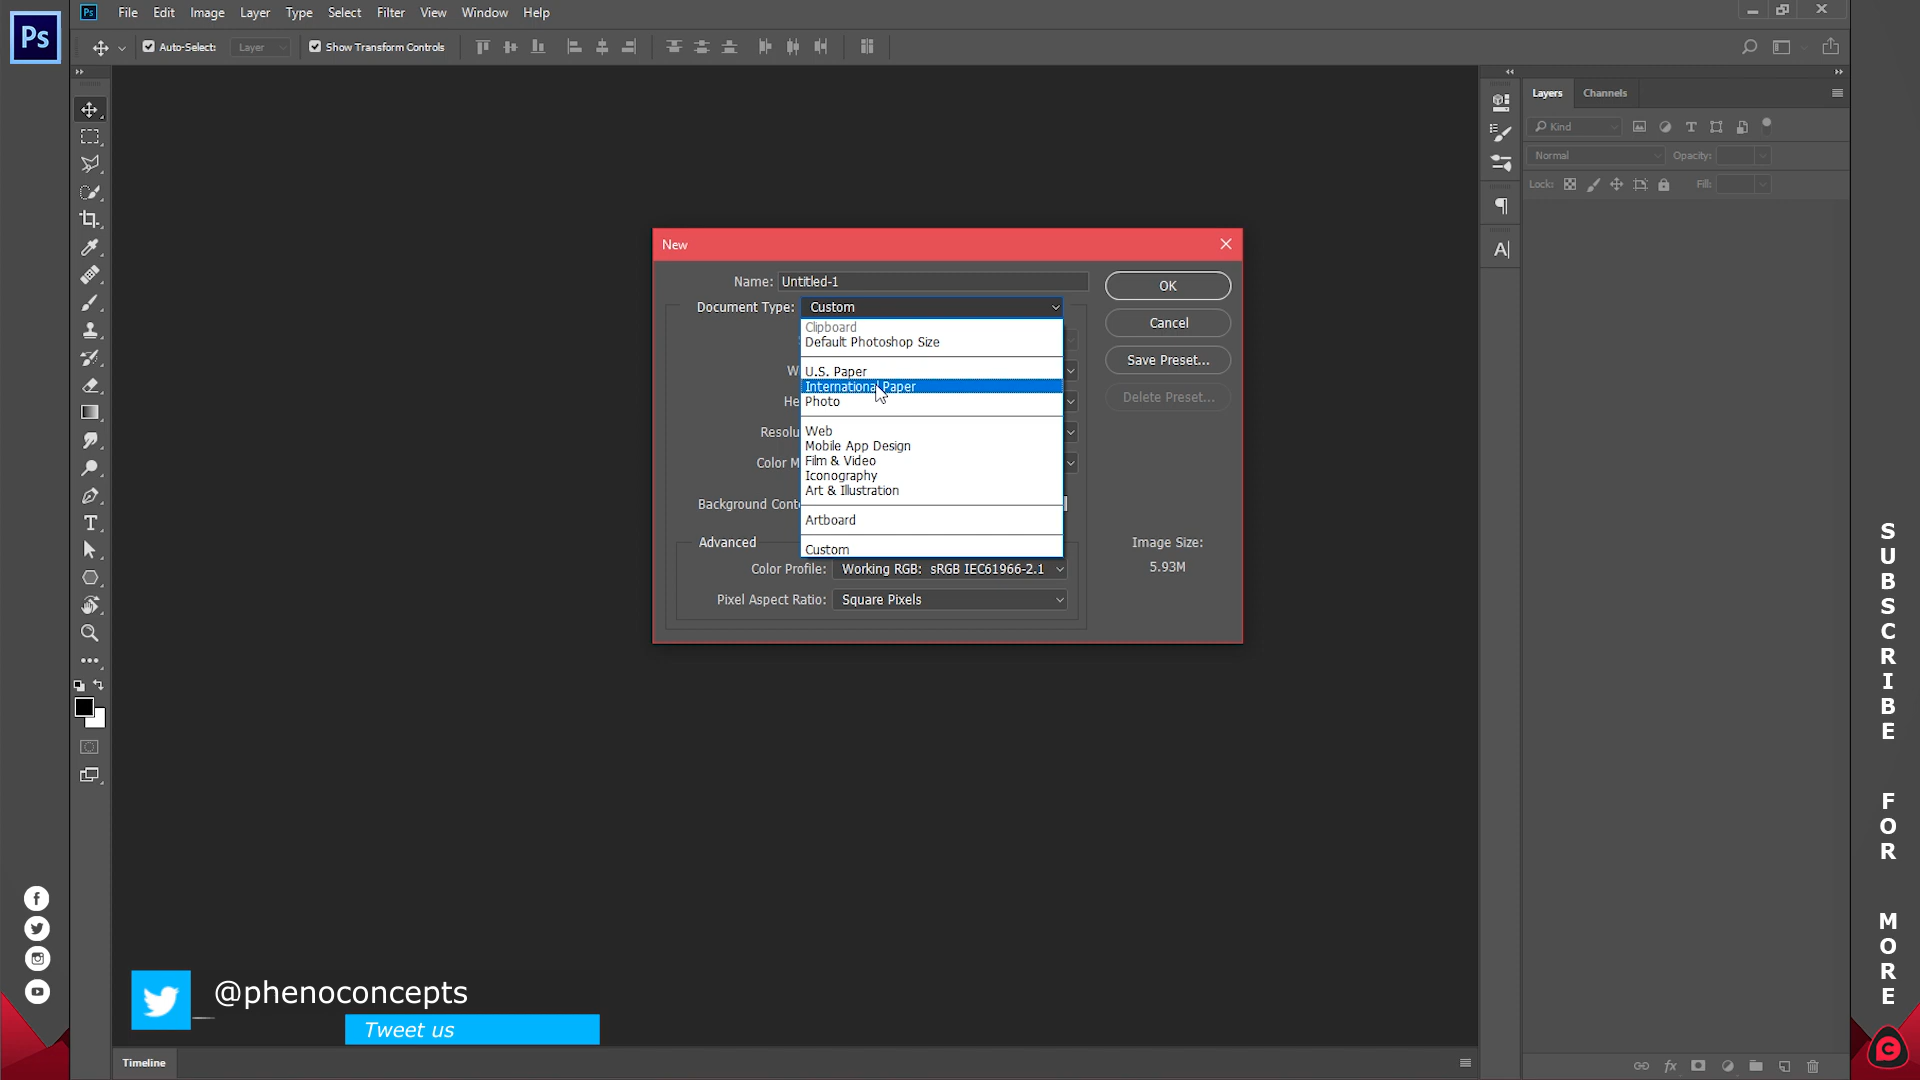 Ps
Ps File Edit Image Layer Type Select Filter View Window Help
Auto-Select: Layer Show Transform Controls
Layers Channels
Kind
Normal Opacity:
Lock: Fill:
New
Name: Untitled-1 OK
Document Type: Custom
Clipboard Cancel
Default Photoshop Size
Save Preset...
W U.S. Paper
International Paper
Delete Preset...
He Photo
Resolu Web
Mobile App Design
Color M Film & Video
Iconography
Art & Illustration
Background Conte
Artboard
Advanced Image Size:
Custom
Color Profile: Working RGB: sRGB IEC61966-2.1 5.93M
Pixel Aspect Ratio: Square Pixels
SUBSCRIBE
FOR
MORE
@phenoconcepts
Tweet us
Timeline
fx